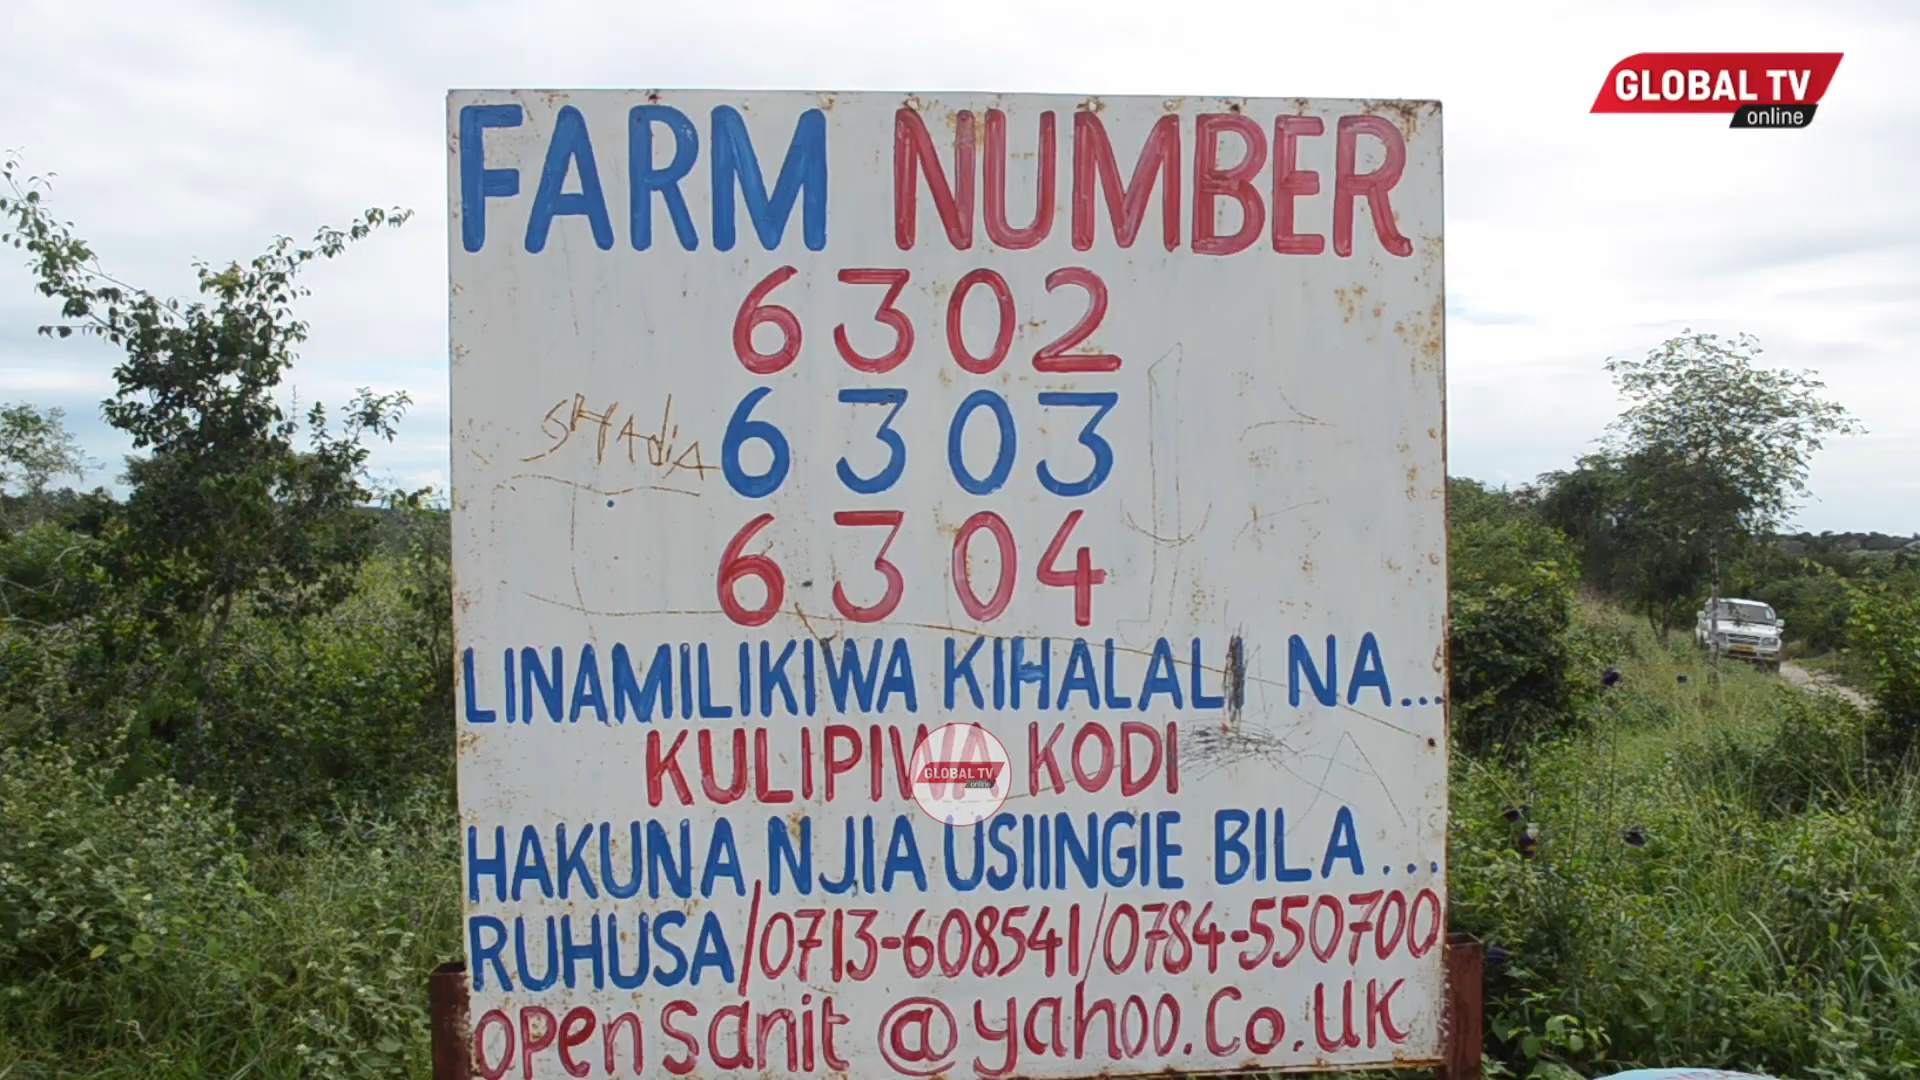 GLOBAL TV
online
FARM NUMBER
6302
6303
SHAdiA
6304
LINAMILIKIWA KIHALALI NA...
KULIPIWA KODI
GLOBAL TV
online
HAKUNA NJIA USIINGIE BILA...
RUHUSA/0713-608541/0784-550700
opensanit@yahoo.Co.UK